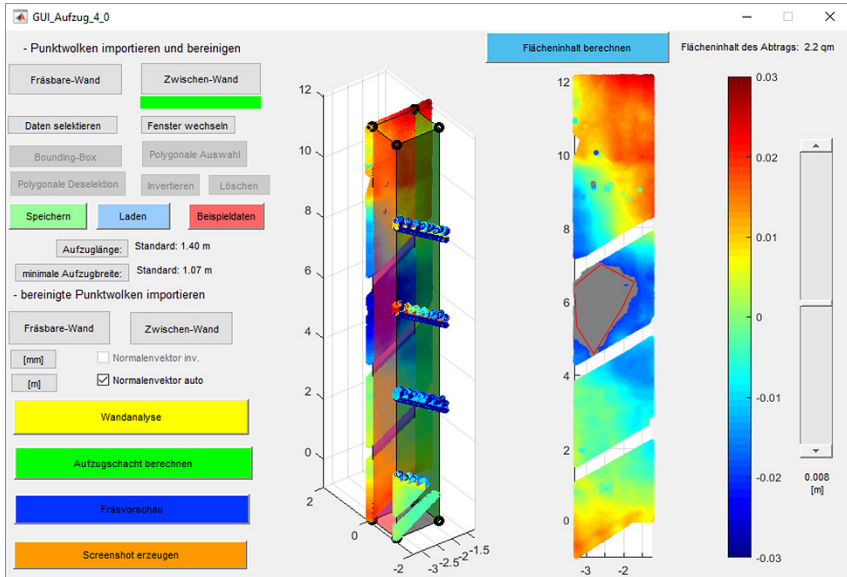 GUI_Aufzug_4_0
- Punktwolken importieren und bereinigen
Fräsbare-Wand
Zwischen-Wand
Daten selektieren
Fenster wechseln
Bounding-Box
Polygonale Auswahl
Polygonale Deselektion
Invertieren
Löschen
Speichern
Laden
Beispieldaten
Aufzuglänge:
Standard: 1.40 m
minimale Aufzugbreite:
Standard: 1.07 m
- bereinigte Punktwolken importieren
Fräsbare-Wand
Zwischen-Wand
[mm]
Normalenvektor inv.
[m]
Normalenvektor auto
Wandanalyse
Aufzugschacht berechnen
Fräsvorschau
Screenshot erzeugen
12
10
8
6
4
2
0
2
0
-2
-3
-2.5
-2
-1.5
Flächeninhalt berechnen
Flächeninhalt des Abtrags: 2.2 qm
12
10
8
6
4
2
0
-3
-2
0.03
0.02
0.01
0
-0.01
-0.02
-0.03
0.008
[m]